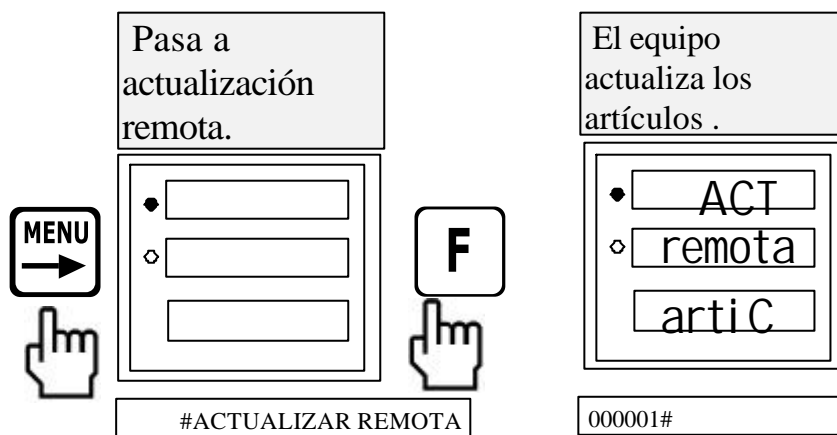 Pasa a
actualización
remota.
MENU
F
#ACTUALIZAR REMOTA
El equipo
actualiza los
artículos .
ACT
remota
artiC
000001#